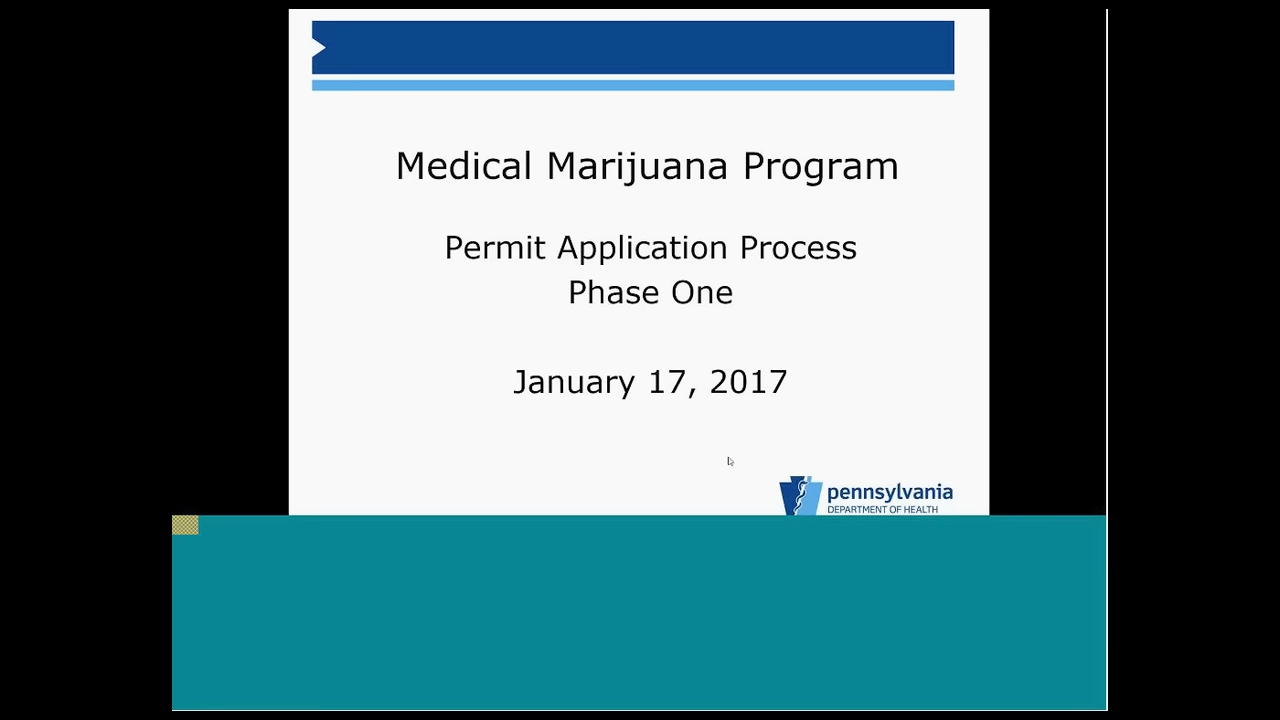 Medical Marijuana Program
Permit Application Process
Phase One
January 17, 2017
pennsylvania
DEPARTMENT OF HEALTH